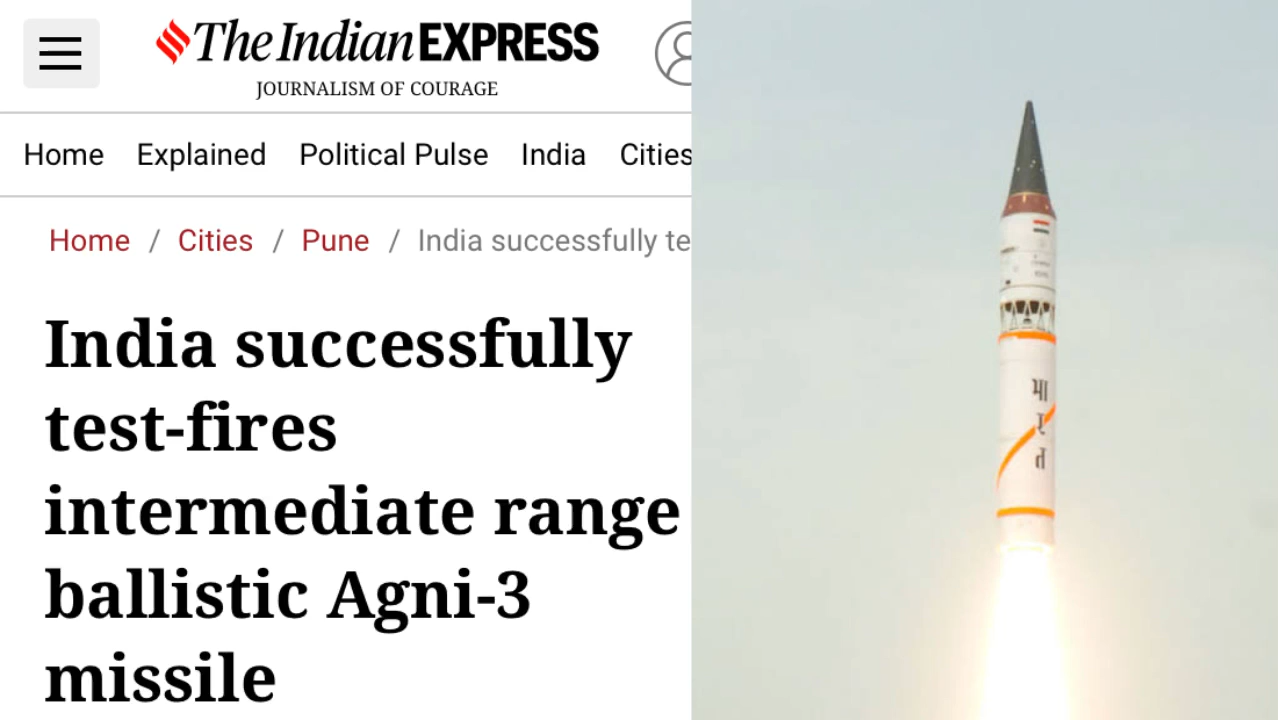 The Indian EXPRESS
JOURNALISM OF COURAGE
Home Explained Political Pulse India Cities
Home / Cities / Pune / India successfully te
India successfully
test-fires
intermediate range
ballistic Agni-3
missile
भा
र
त